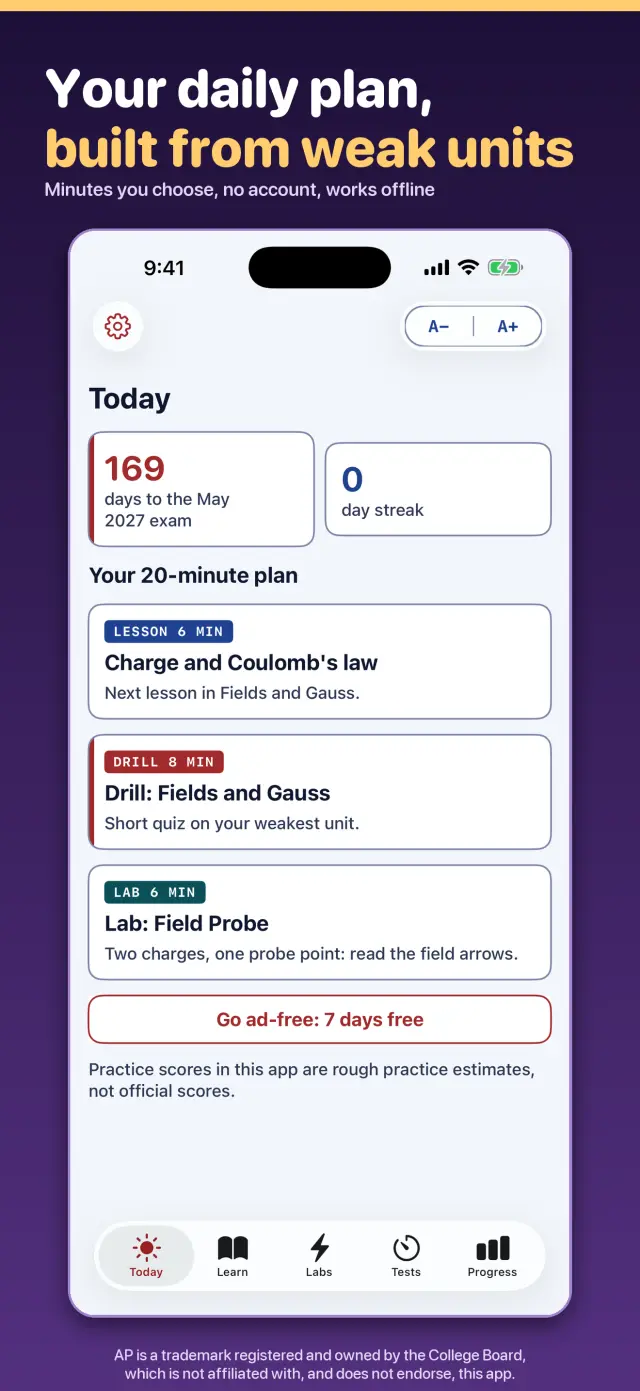 Your daily plan,
built from weak units
Minutes you choose, no account, works offline
9:41
A− A+
Today
169
days to the May
2027 exam
0
day streak
Your 20-minute plan
LESSON 6 MIN
Charge and Coulomb's law
Next lesson in Fields and Gauss.
DRILL 8 MIN
Drill: Fields and Gauss
Short quiz on your weakest unit.
LAB 6 MIN
Lab: Field Probe
Two charges, one probe point: read the field arrows.
Go ad-free: 7 days free
Practice scores in this app are rough practice estimates,
not official scores.
Today Learn Labs Tests Progress
AP is a trademark registered and owned by the College Board,
which is not affiliated with, and does not endorse, this app.